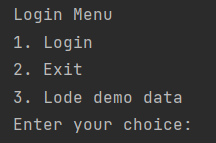 Login Menu
1. Login
2. Exit
3. Lode demo data
Enter your choice: